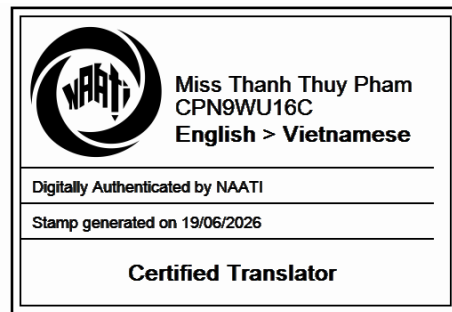 NAATI
Miss Thanh Thuy Pham
CPN9WU16C
English > Vietnamese
Digitally Authenticated by NAATI
Stamp generated on 19/06/2026
Certified Translator